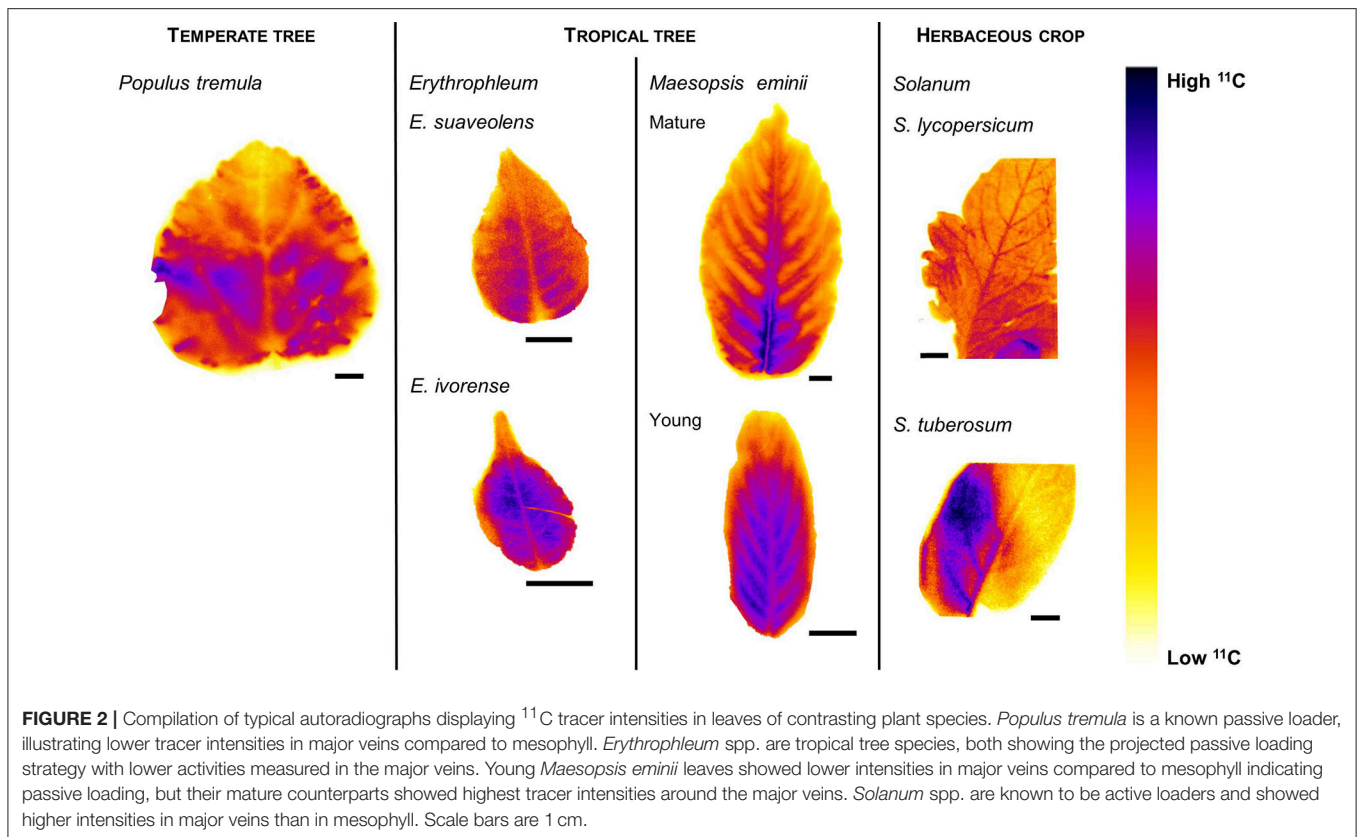 TEMPERATE TREE
TROPICAL TREE
HERBACEOUS CROP
Populus tremula
Erythrophleum
Maesopsis eminii
Solanum
E. suaveolens
Mature
S. lycopersicum
E. ivorense
Young
S. tuberosum
High ¹¹C
Low ¹¹C
FIGURE 2 | Compilation of typical autoradiographs displaying ¹¹C tracer intensities in leaves of contrasting plant species. Populus tremula is a known passive loader,
illustrating lower tracer intensities in major veins compared to mesophyll. Erythrophleum spp. are tropical tree species, both showing the projected passive loading
strategy with lower activities measured in the major veins. Young Maesopsis eminii leaves showed lower intensities in major veins compared to mesophyll indicating
passive loading, but their mature counterparts showed highest tracer intensities around the major veins. Solanum spp. are known to be active loaders and showed
higher intensities in major veins than in mesophyll. Scale bars are 1 cm.